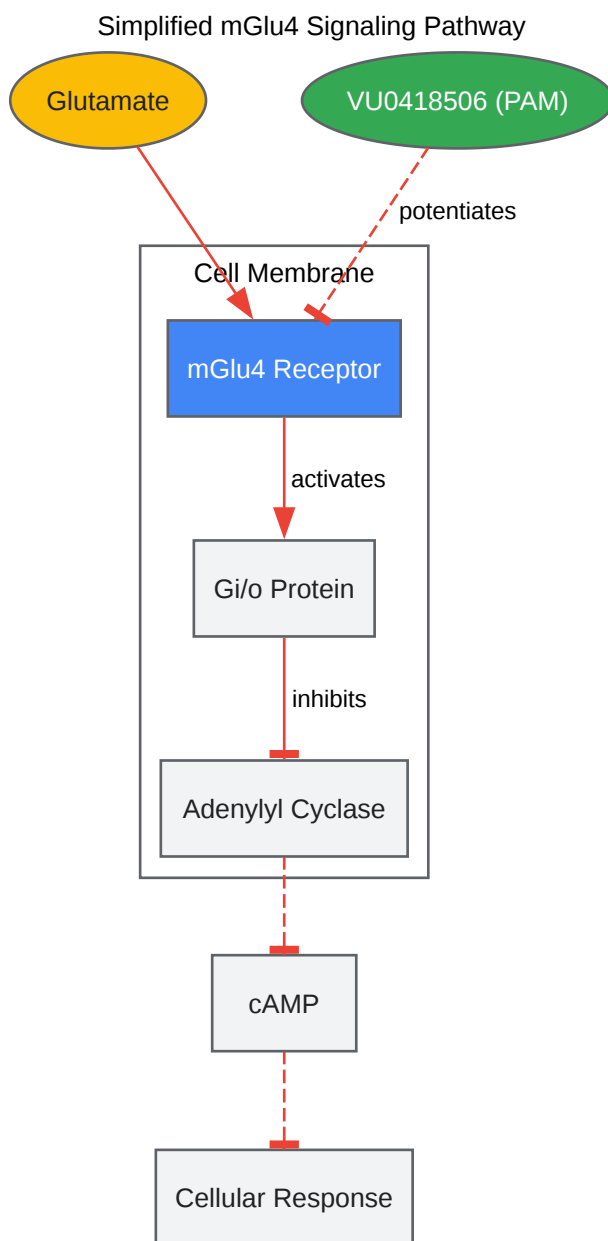 Simplified mGlu4 Signaling Pathway
Glutamate
VU0418506 (PAM)
potentiates
Cell Membrane
mGlu4 Receptor
activates
Gi/o Protein
inhibits
Adenylyl Cyclase
cAMP
Cellular Response